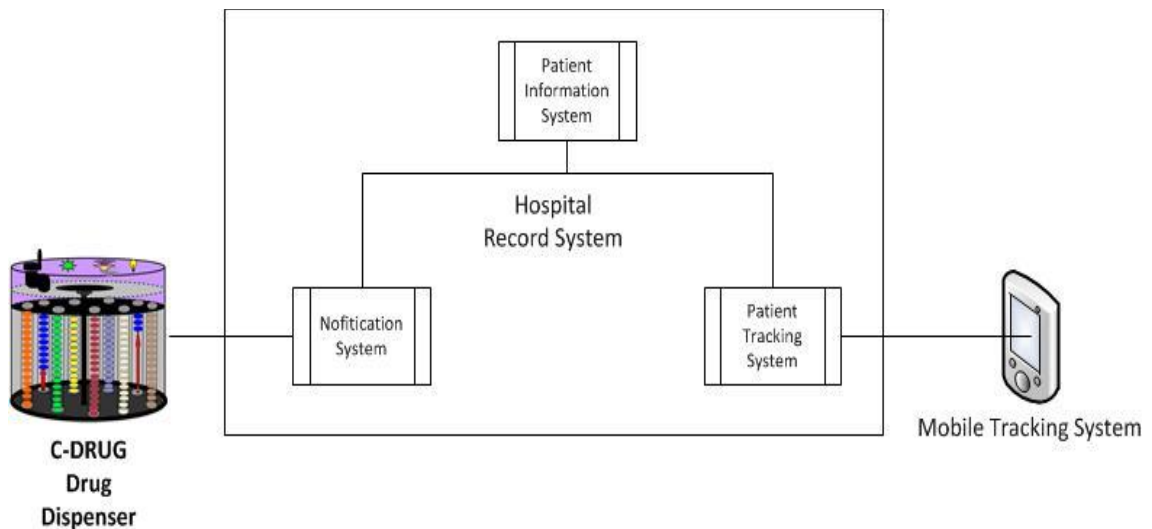 Patient
Information
System
Hospital
Record System
Nofitication
System
Patient
Tracking
System
C-DRUG
Drug
Dispenser
Mobile Tracking System